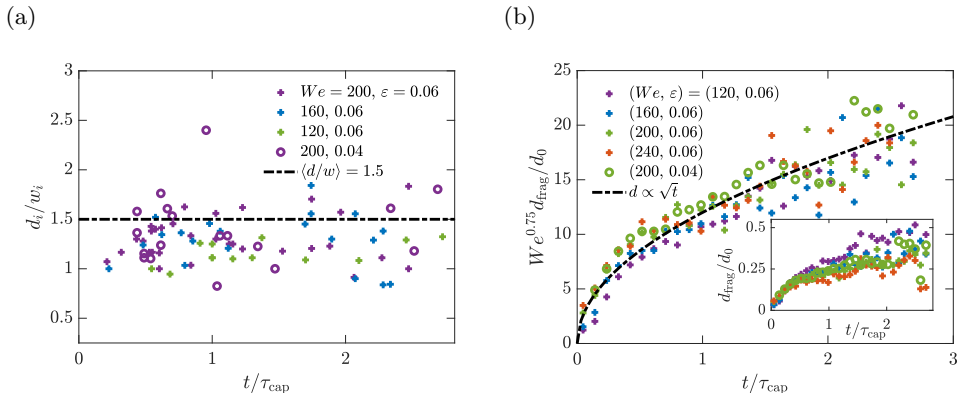 (a)
3
2.5
2
1.5
1
0.5
0
1
2
d_i/w_i
t/τ_cap
We = 200, ε = 0.06
160, 0.06
120, 0.06
200, 0.04
⟨d/w⟩ = 1.5
(b)
25
20
15
10
5
0
0
1
2
3
We^0.75 d_frag/d_0
t/τ_cap
(We, ε) = (120, 0.06)
(160, 0.06)
(200, 0.06)
(240, 0.06)
(200, 0.04)
d ∝ √t
0.5
0.25
0
0
1
2
d_frag/d_0
t/τ_cap